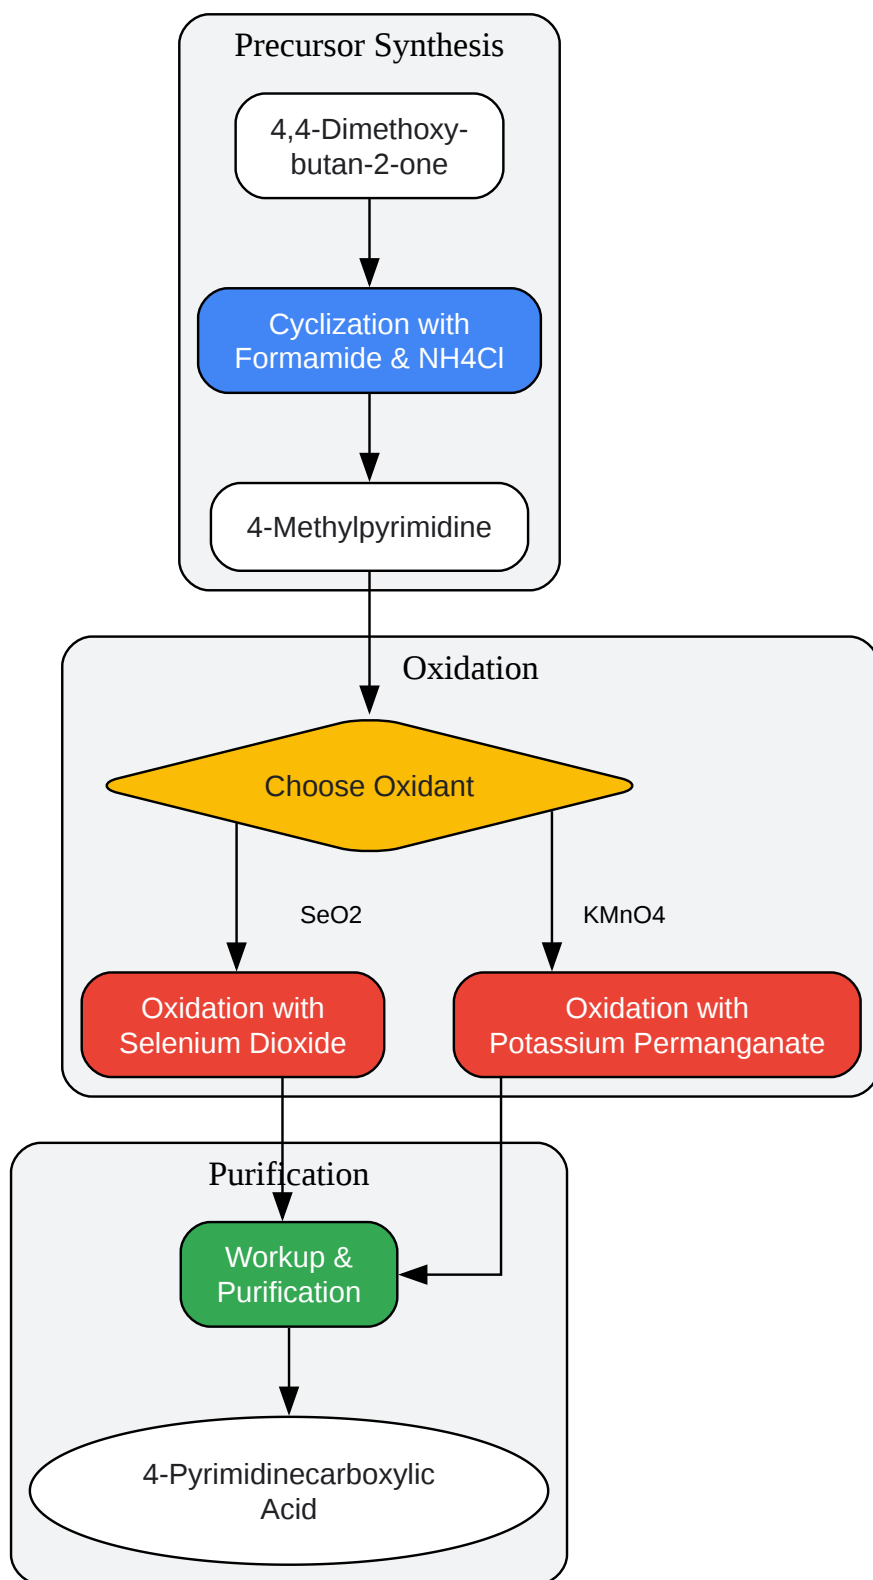 Precursor Synthesis
4,4-Dimethoxy-
butan-2-one
Cyclization with
Formamide & NH4Cl
4-Methylpyrimidine
Oxidation
Choose Oxidant
SeO2
KMnO4
Oxidation with
Selenium Dioxide
Oxidation with
Potassium Permanganate
Purification
Workup &
Purification
4-Pyrimidinecarboxylic
Acid